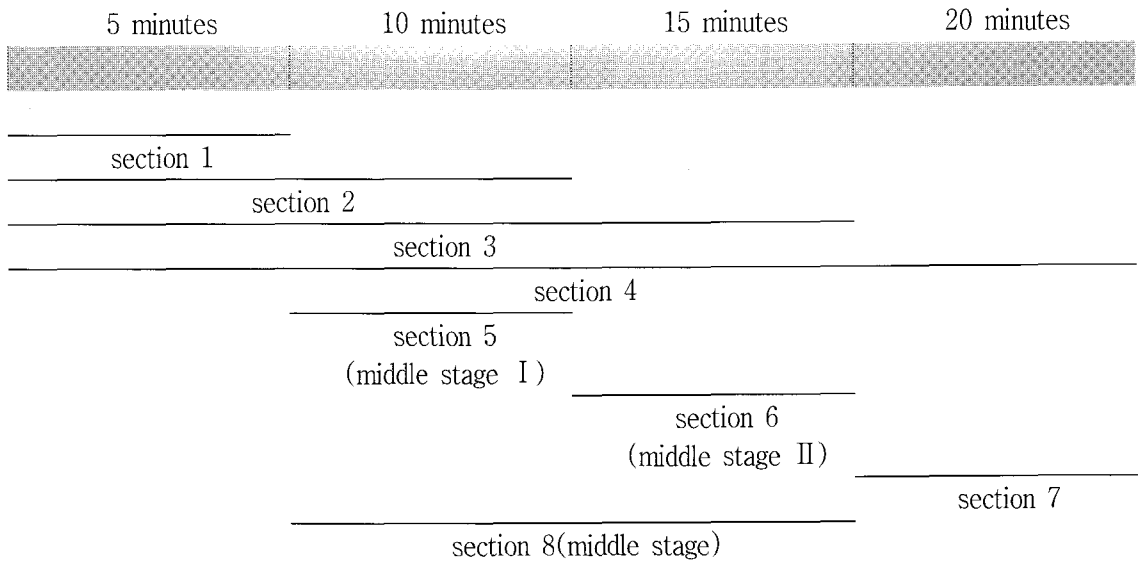 5 minutes 10 minutes 15 minutes 20 minutes
section 1
section 2
section 3
section 4
section 5
(middle stage Ⅰ)
section 6
(middle stage Ⅱ)
section 7
section 8(middle stage)